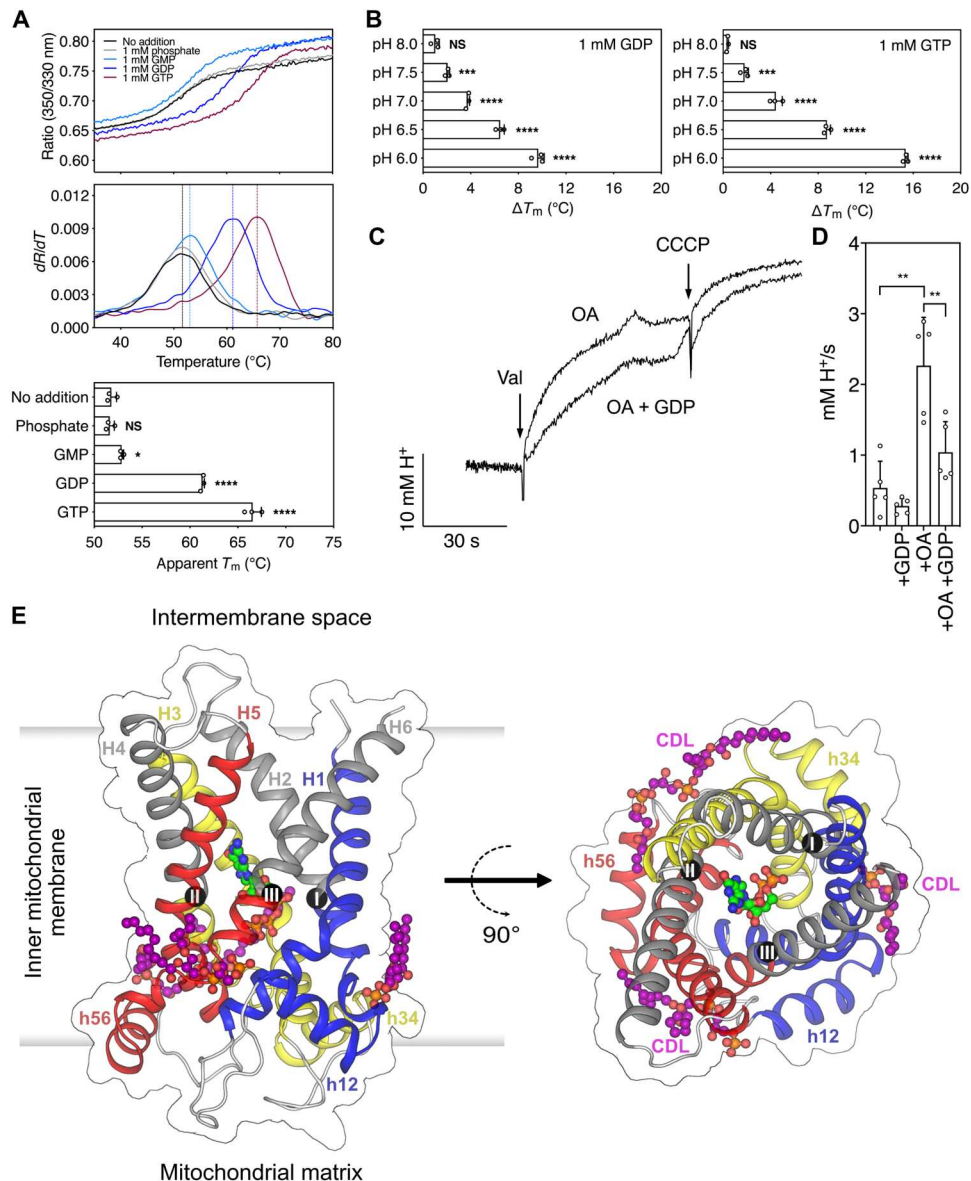 A
No addition
1 mM phosphate
1 mM GMP
1 mM GDP
1 mM GTP
0.80
0.75
0.70
0.65
0.60
Ratio (350/330 nm)
0.012
0.009
0.006
0.003
0.000
dR/dT
40 50 60 70 80
Temperature (°C)
No addition
Phosphate NS
GMP *
GDP ****
GTP ****
50 55 60 65 70 75
Apparent Tm (°C)
B
1 mM GDP
pH 8.0 NS
pH 7.5 ***
pH 7.0 ****
pH 6.5 ****
pH 6.0 ****
0 4 8 12 16 20
ΔTm (°C)
1 mM GTP
pH 8.0 NS
pH 7.5 ***
pH 7.0 ****
pH 6.5 ****
pH 6.0 ****
0 4 8 12 16 20
ΔTm (°C)
C
CCCP
OA
Val
OA + GDP
10 mM H+
30 s
D
4
3
2
1
0
mM H+/s
**
**
+GDP
+OA
+OA +GDP
E
Intermembrane space
Inner mitochondrial
membrane
H3
H5
H6
H4
H2
H1
III
II
I
h56
h34
h12
Mitochondrial matrix
90°
CDL
h34
I
II
h56
CDL
III
CDL
h12